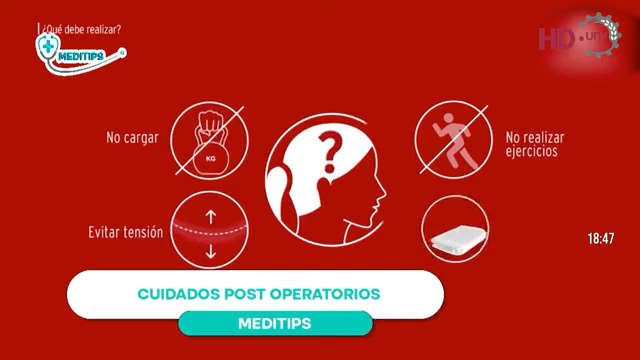 ¿Qué debe realizar?
MEDITIPS
HD
No cargar
KG
No realizar
ejercicios
Evitar tensión
18:47
CUIDADOS POST OPERATORIOS
MEDITIPS